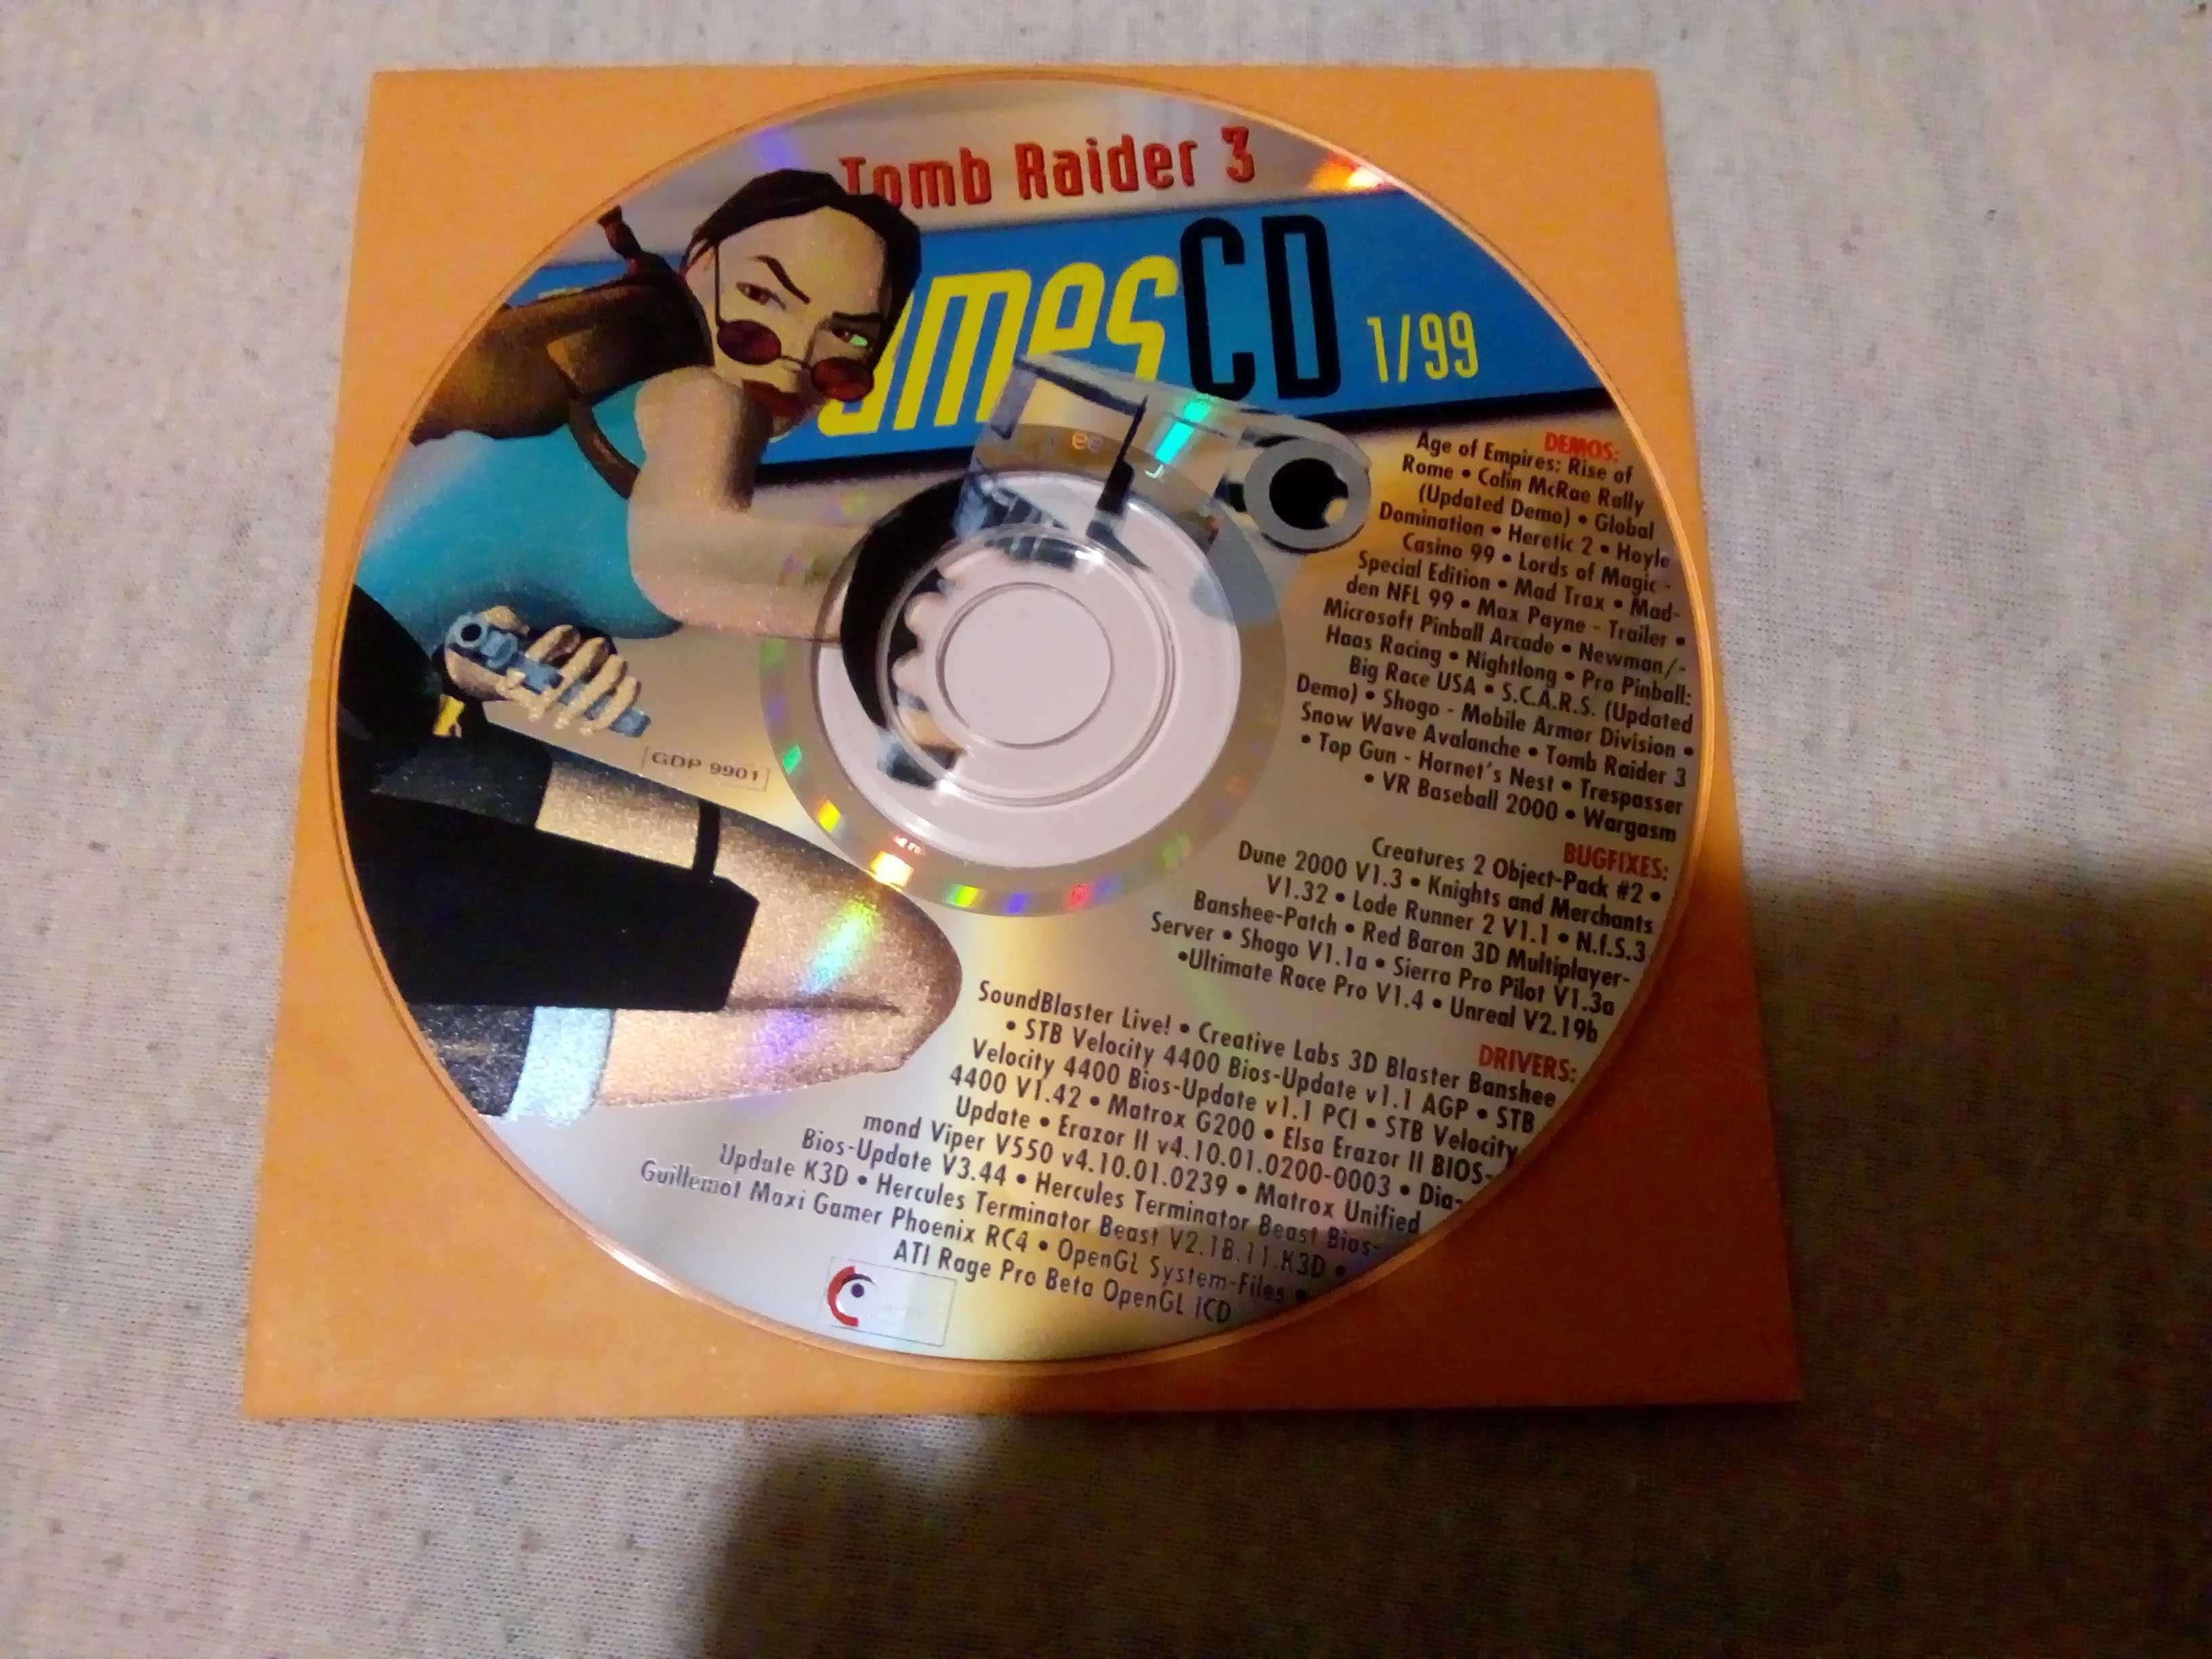 Tomb Raider 3
amesCD 1/99
DEMOS:
Age of Empires: Rise of
Rome • Colin McRae Rally
(Updated Demo) • Global
Domination • Heretic 2 • Hoyle
Casino 99 • Lords of Magic -
Special Edition • Mad Trax • Mad-
den NFL 99 • Max Payne - Trailer •
Microsoft Pinball Arcade • Newman/-
Haas Racing • Nightlong • Pro Pinball:
Big Race USA • S.C.A.R.S. (Updated
Demo) • Shogo - Mobile Armor Division •
Snow Wave Avalanche • Tomb Raider 3
• Top Gun - Hornet's Nest • Trespasser
• VR Baseball 2000 • Wargasm
GDP 9901
BUGFIXES:
Creatures 2 Object-Pack #2 •
Dune 2000 V1.3 • Knights and Merchants
V1.32 • Lode Runner 2 V1.1 • N.f.S.3
Banshee-Patch • Red Baron 3D Multiplayer-
Server • Shogo V1.1a • Sierra Pro Pilot V1.3a
•Ultimate Race Pro V1.4 • Unreal V2.19b
DRIVERS:
SoundBlaster Live! • Creative Labs 3D Blaster Banshee
• STB Velocity 4400 Bios-Update v1.1 AGP • STB
Velocity 4400 Bios-Update v1.1 PCI • STB Velocity
4400 V1.42 • Matrox G200 • Elsa Erazor II BIOS-
Update • Erazor II v4.10.01.0200-0003 • Dia-
mond Viper V550 v4.10.01.0239 • Matrox Unified
Bios-Update V3.44 • Hercules Terminator Beast Bios-
Update K3D • Hercules Terminator Beast V2.1B.11.K3D •
Guillemot Maxi Gamer Phoenix RC4 • OpenGL System-Files •
ATI Rage Pro Beta OpenGL ICD